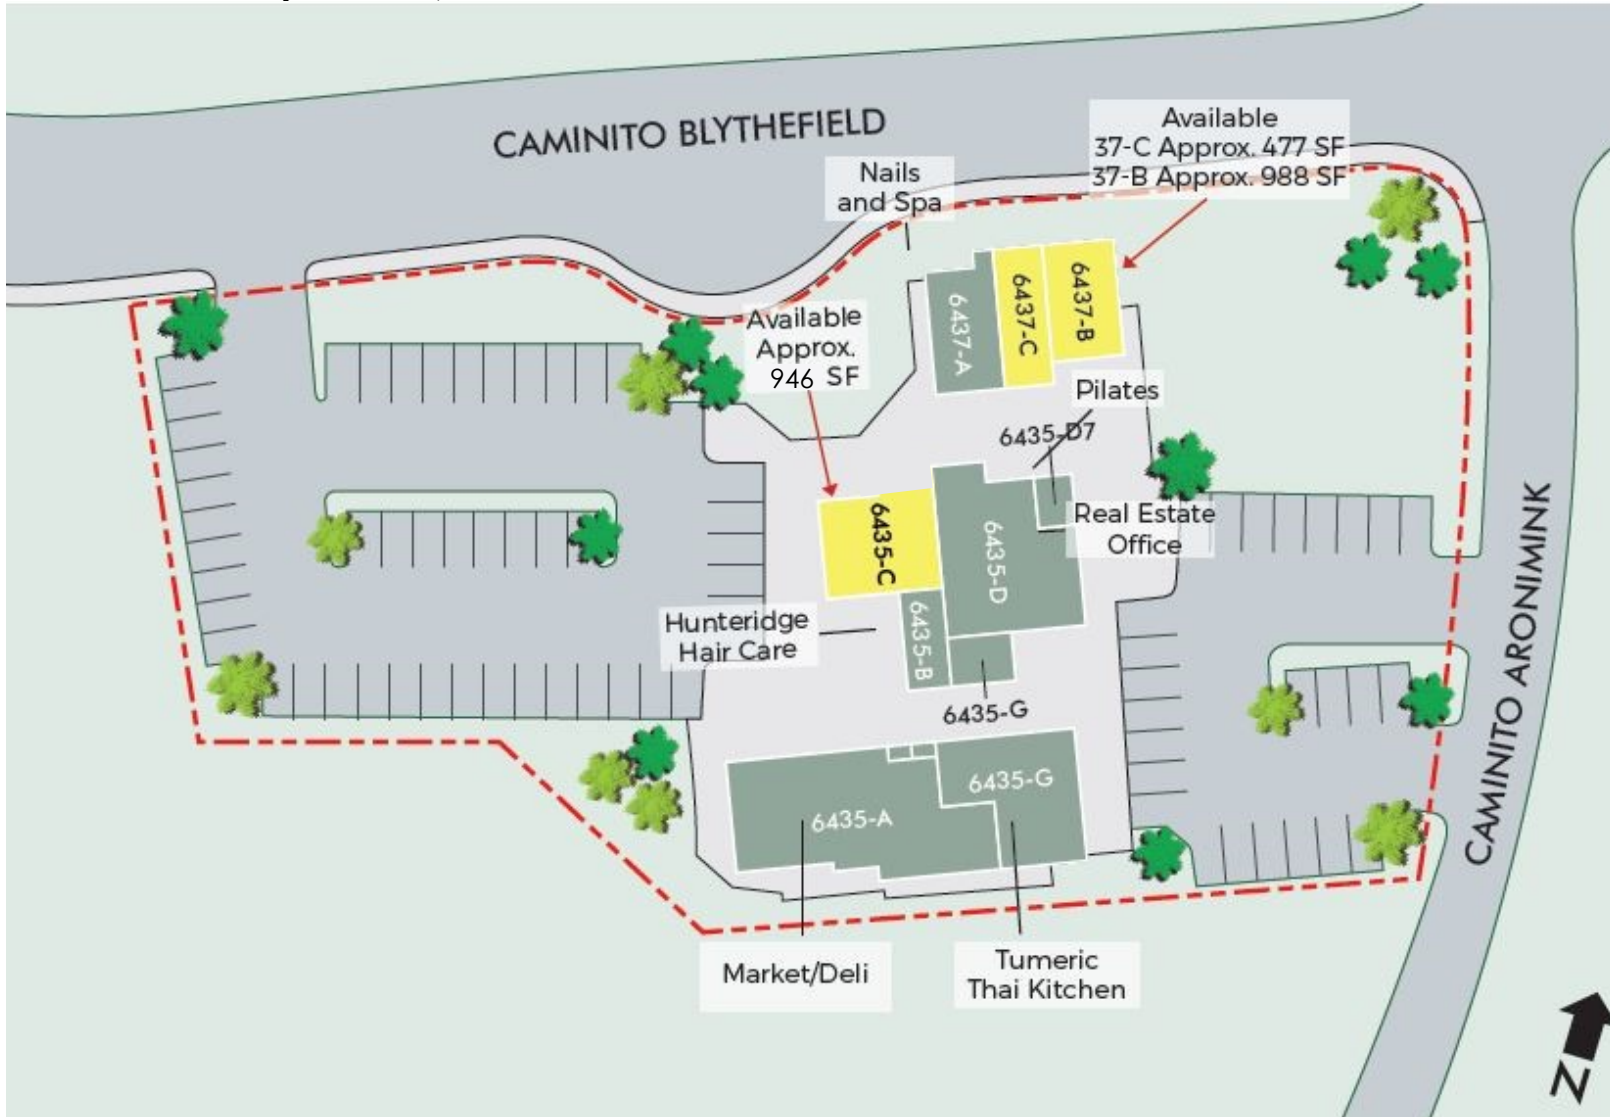 CAMINITO BLYTHEFIELD
Available
37-C Approx. 477 SF
37-B Approx. 988 SF
Nails
and Spa
6437-A
6437-C
6437-B
Available
Approx.
946 SF
Pilates
6435-D7
6435-C
6435-D
Real Estate
Office
Hunteridge
Hair Care
6435-B
6435-G
6435-A
6435-G
Market/Deli
Tumeric
Thai Kitchen
CAMINITO ARONIMINK
N